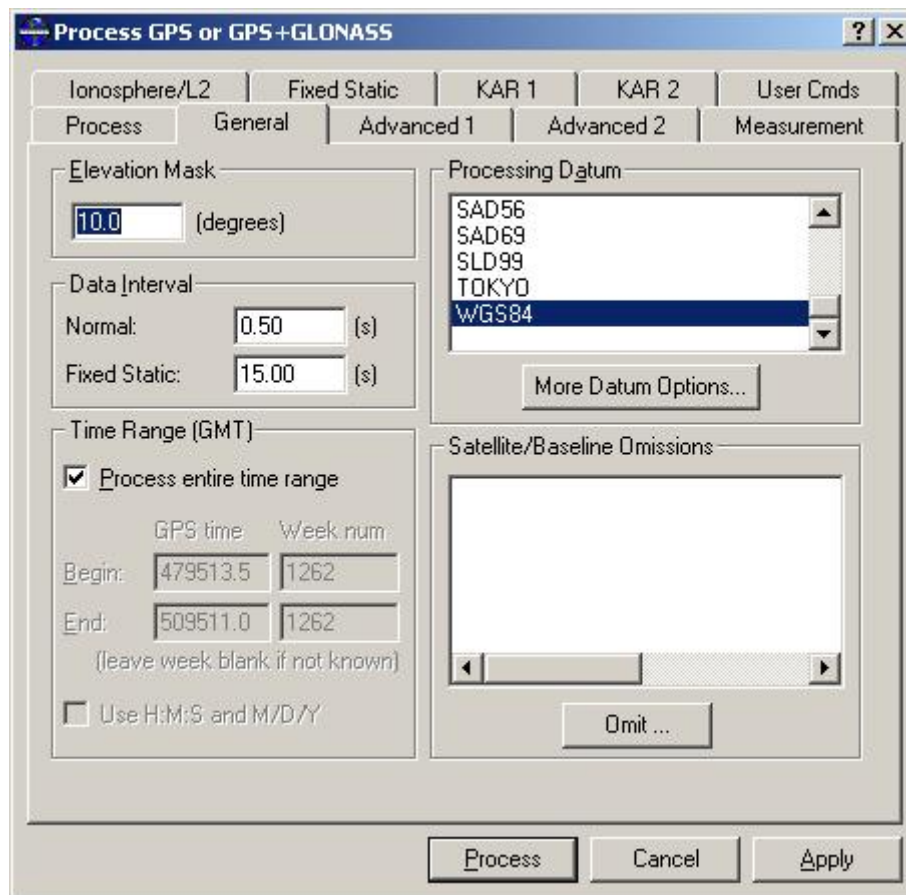 Process GPS or GPS+GLONASS
Ionosphere/L2 Fixed Static KAR 1 KAR 2 User Cmds
Process General Advanced 1 Advanced 2 Measurement
Elevation Mask
10.0 (degrees)
Data Interval
Normal: 0.50 (s)
Fixed Static: 15.00 (s)
Time Range (GMT)
Process entire time range
GPS time Week num
Begin: 479513.5 1262
End: 509511.0 1262
(leave week blank if not known)
Use H:M:S and M/D/Y
Processing Datum
SAD56
SAD69
SLD99
TOKYO
WGS84
More Datum Options...
Satellite/Baseline Omissions
Omit ...
Process Cancel Apply